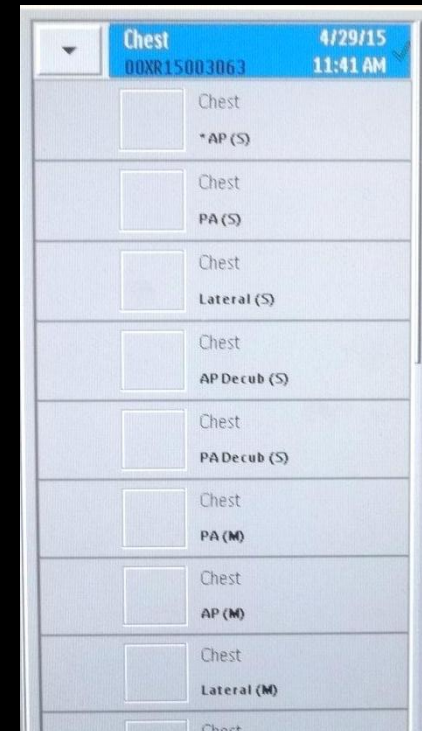 Chest 4/29/15
00XR15003063 11:41 AM
Chest
*AP (S)
Chest
PA (S)
Chest
Lateral (S)
Chest
AP Decub (S)
Chest
PA Decub (S)
Chest
PA (M)
Chest
AP (M)
Chest
Lateral (M)
Chest